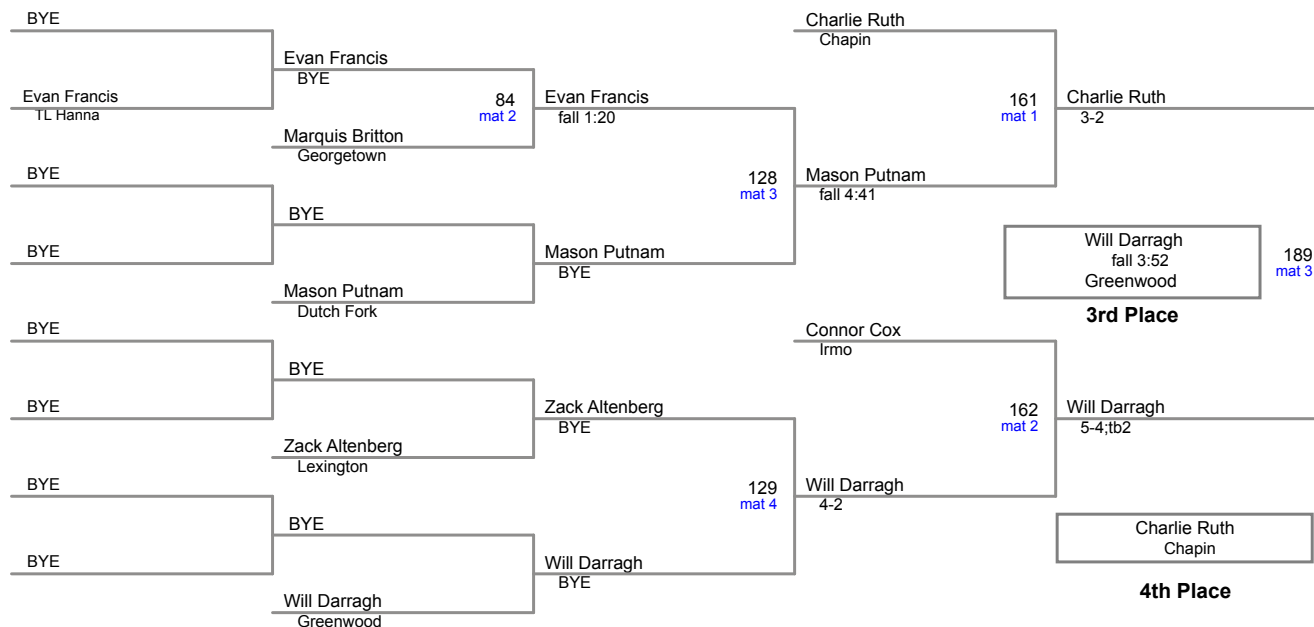 BYE
Evan Francis
TL Hanna
BYE
BYE
BYE
BYE
BYE
BYE
Evan Francis
BYE
Marquis Britton
Georgetown
BYE
Mason Putnam
Dutch Fork
BYE
Zack Altenberg
Lexington
BYE
Will Darragh
Greenwood
84
mat 2
Evan Francis
fall 1:20
Mason Putnam
BYE
Zack Altenberg
BYE
Will Darragh
BYE
128
mat 3
129
mat 4
Charlie Ruth
Chapin
Mason Putnam
fall 4:41
Connor Cox
Irmo
Will Darragh
4-2
161
mat 1
162
mat 2
Charlie Ruth
3-2
Will Darragh
5-4;tb2
Will Darragh
fall 3:52
Greenwood
189
mat 3
3rd Place
Charlie Ruth
Chapin
4th Place